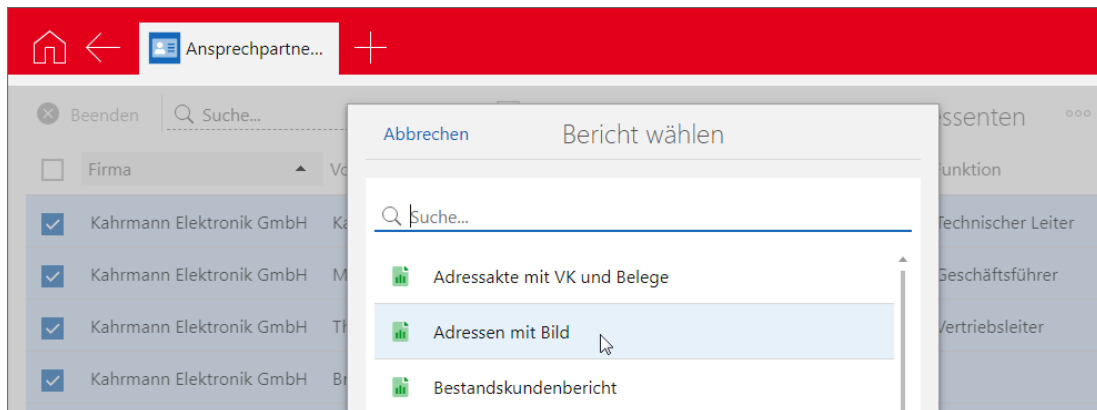 Ansprechpartne...
Beenden
Suche...
Abbrechen
Bericht wählen
Firma
Funktion
Suche...
Kahrmann Elektronik GmbH
Technischer Leiter
Adressakte mit VK und Belege
Kahrmann Elektronik GmbH
Geschäftsführer
Adressen mit Bild
Kahrmann Elektronik GmbH
Vertriebsleiter
Bestandskundenbericht
Kahrmann Elektronik GmbH